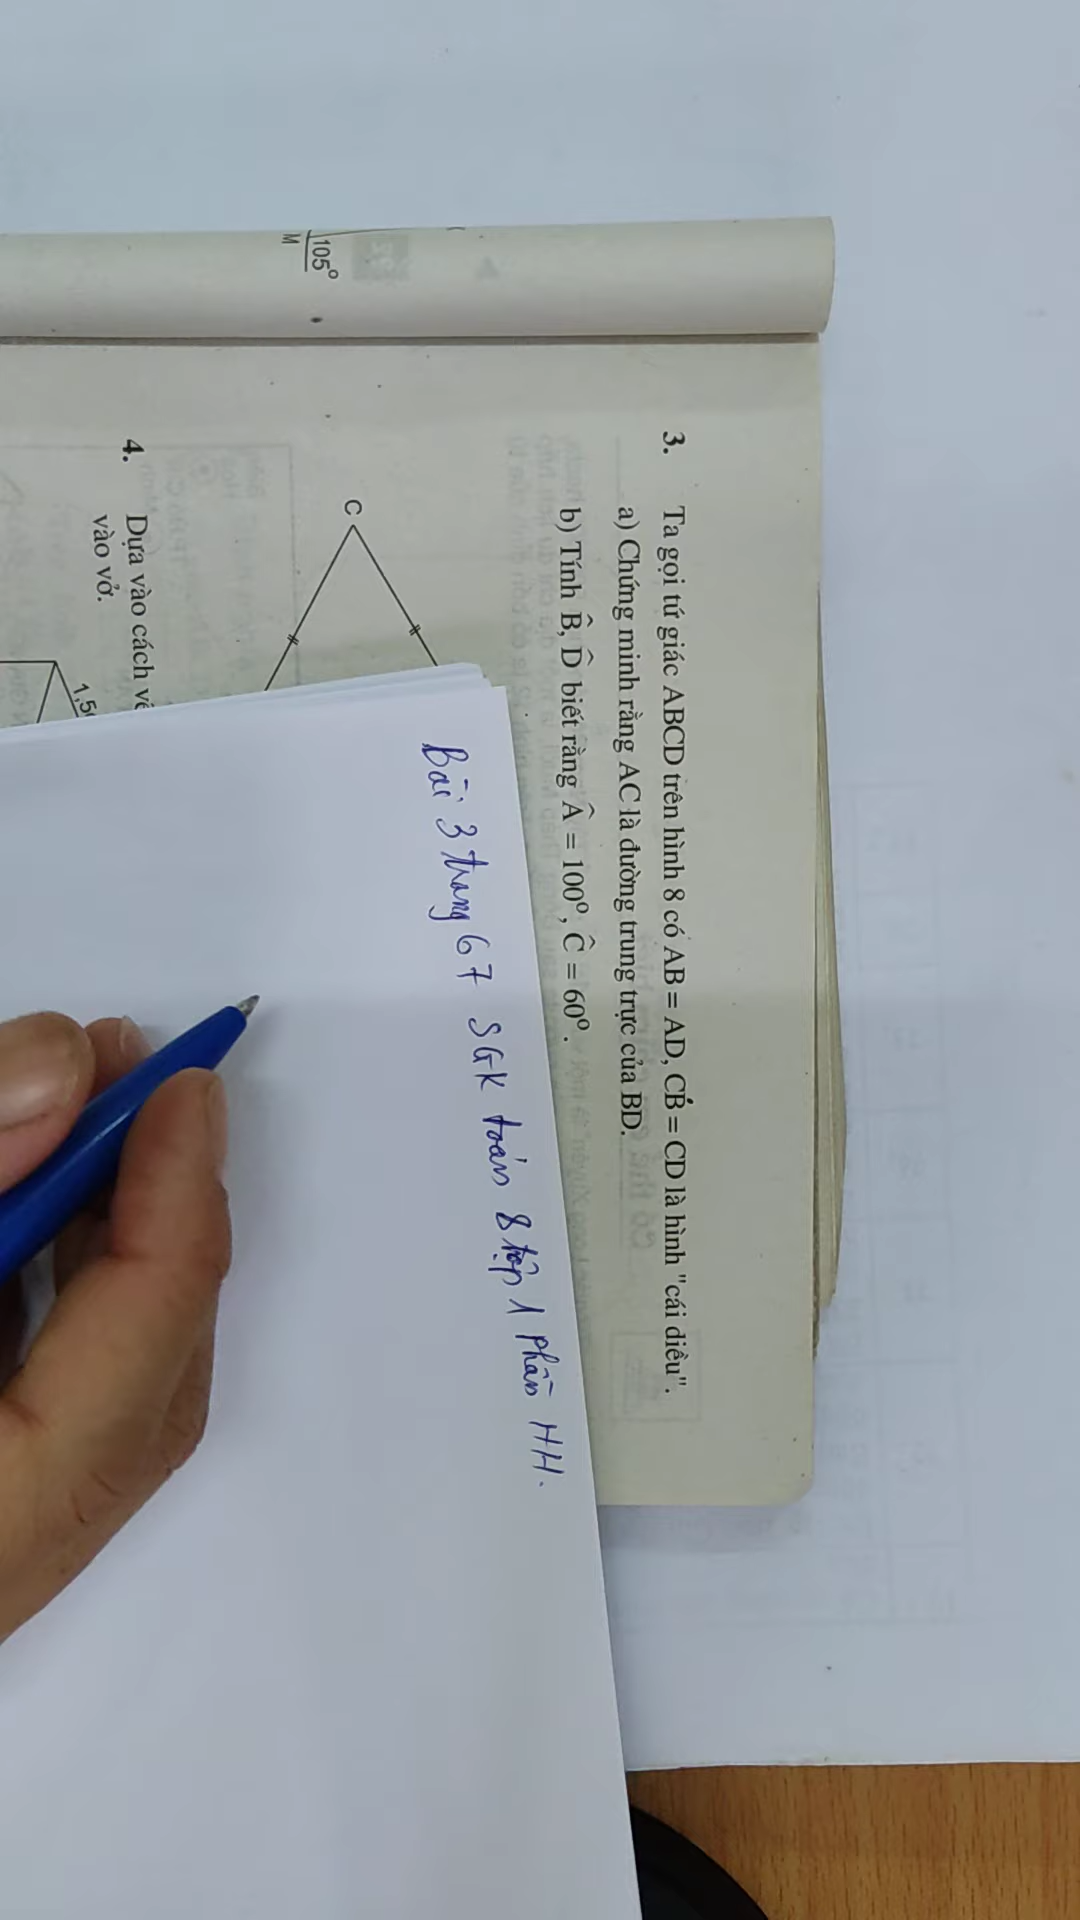 105°
M
3. Ta gọi tứ giác ABCD trên hình 8 có AB = AD, CB = CD là hình "cái diều".
a) Chứng minh rằng AC là đường trung trực của BD.
b) Tính B̂, D̂ biết rằng Â = 100°, Ĉ = 60°.
C
4. Dựa vào cách vẽ
vào vở.
1,5
Bài 3 trang 67 SGK toán 8 tập 1 phần HH.